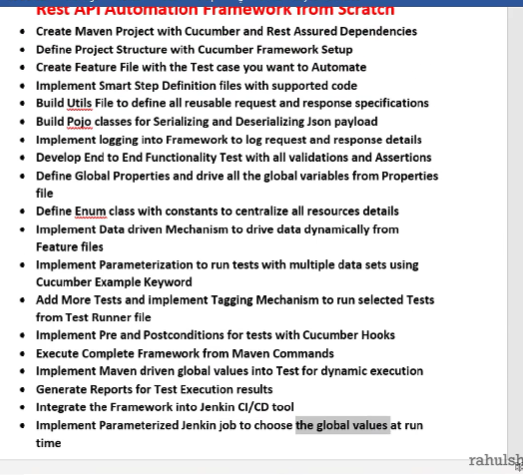 Rest API Automation Framework from Scratch
• Create Maven Project with Cucumber and Rest Assured Dependencies
• Define Project Structure with Cucumber Framework Setup
• Create Feature File with the Test case you want to Automate
• Implement Smart Step Definition files with supported code
• Build Utils File to define all reusable request and response specifications
• Build Pojo classes for Serializing and Deserializing Json payload
• Implement logging into Framework to log request and response details
• Develop End to End Functionality Test with all validations and Assertions
• Define Global Properties and drive all the global variables from Properties
file
• Define Enum class with constants to centralize all resources details
• Implement Data driven Mechanism to drive data dynamically from
Feature files
• Implement Parameterization to run tests with multiple data sets using
Cucumber Example Keyword
• Add More Tests and implement Tagging Mechanism to run selected Tests
from Test Runner file
• Implement Pre and Postconditions for tests with Cucumber Hooks
• Execute Complete Framework from Maven Commands
• Implement Maven driven global values into Test for dynamic execution
• Generate Reports for Test Execution results
• Integrate the Framework into Jenkin CI/CD tool
• Implement Parameterized Jenkin job to choose the global values at run
time
rahulsh